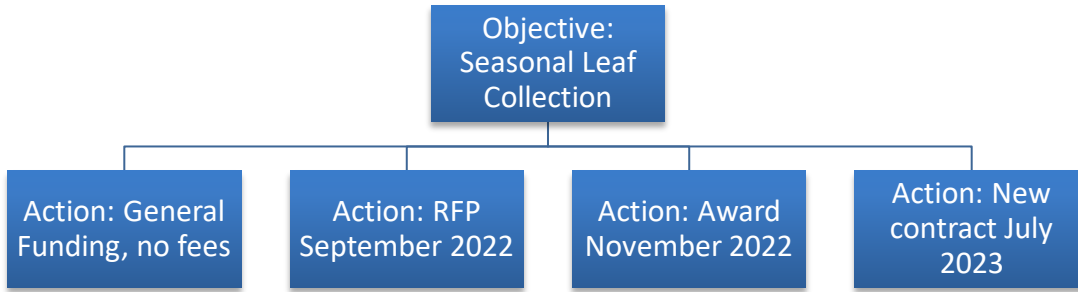 Objective:
Seasonal Leaf
Collection
Action: General
Funding, no fees
Action: RFP
September 2022
Action: Award
November 2022
Action: New
contract July
2023